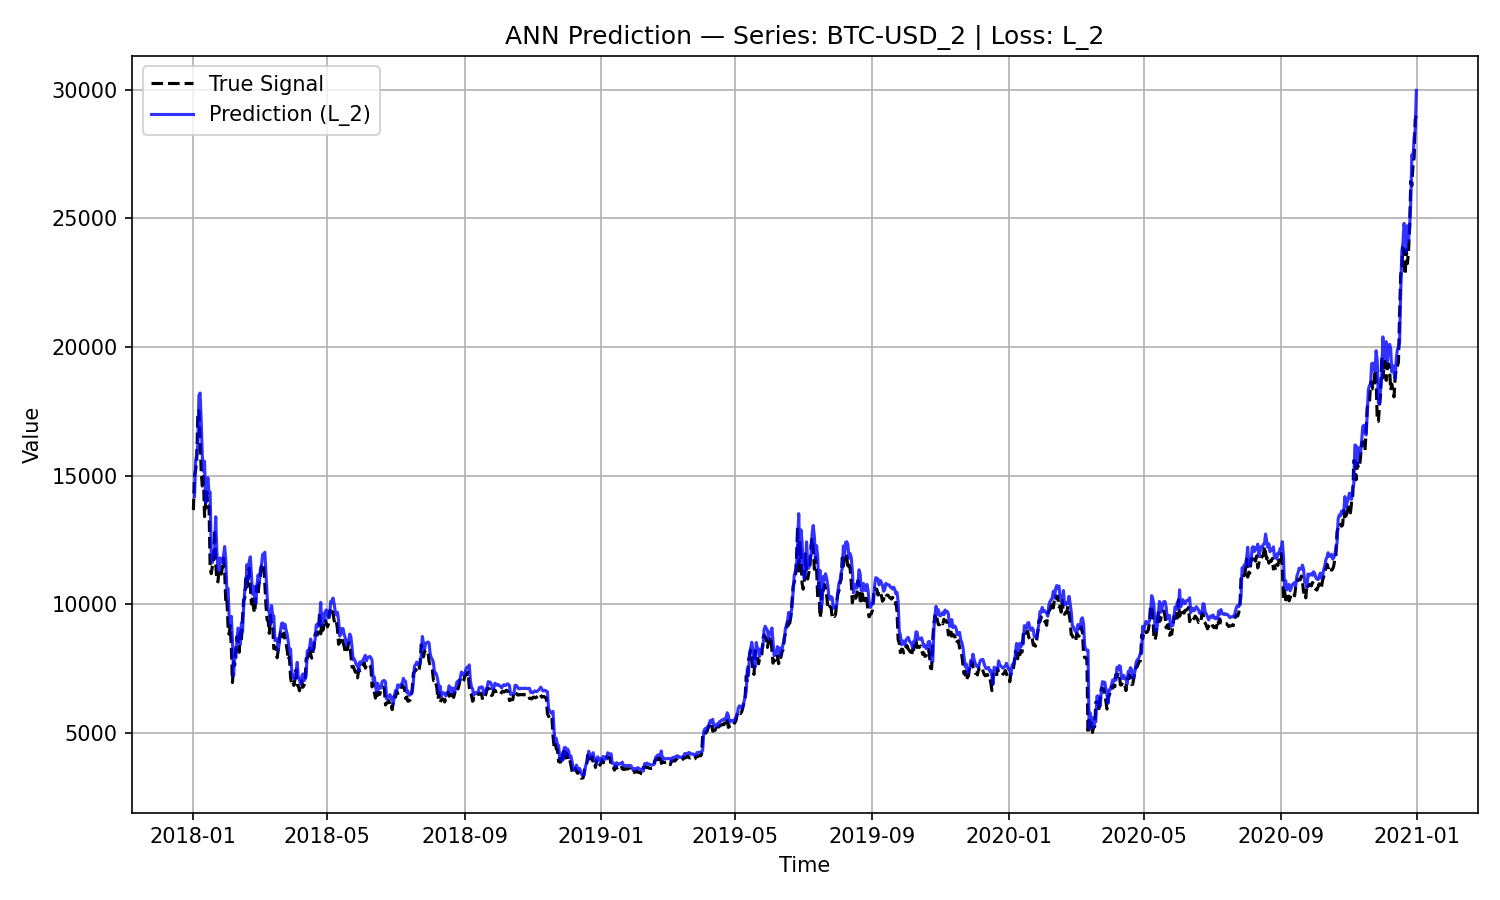 ANN Prediction — Series: BTC-USD_2 | Loss: L_2
True Signal
Prediction (L_2)
30000
25000
20000
15000
10000
5000
Value
2018-01 2018-05 2018-09 2019-01 2019-05 2019-09 2020-01 2020-05 2020-09 2021-01
Time